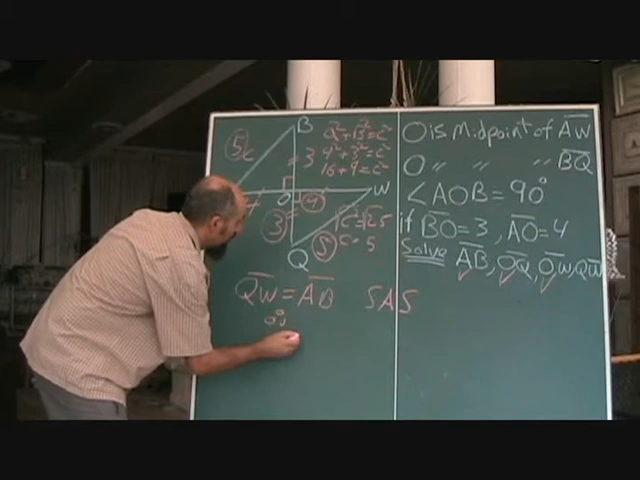 B
5
c
3
a²+b²=c²
4²+3²=c²
16+9=c²
O
4
W
3
√c²=√25
c=5
5
Q
QW=AB SAS
O is Midpoint of AW
O " " " BQ
<AOB=90°
if BO=3, AO=4
Solve AB, OQ, OW, QW